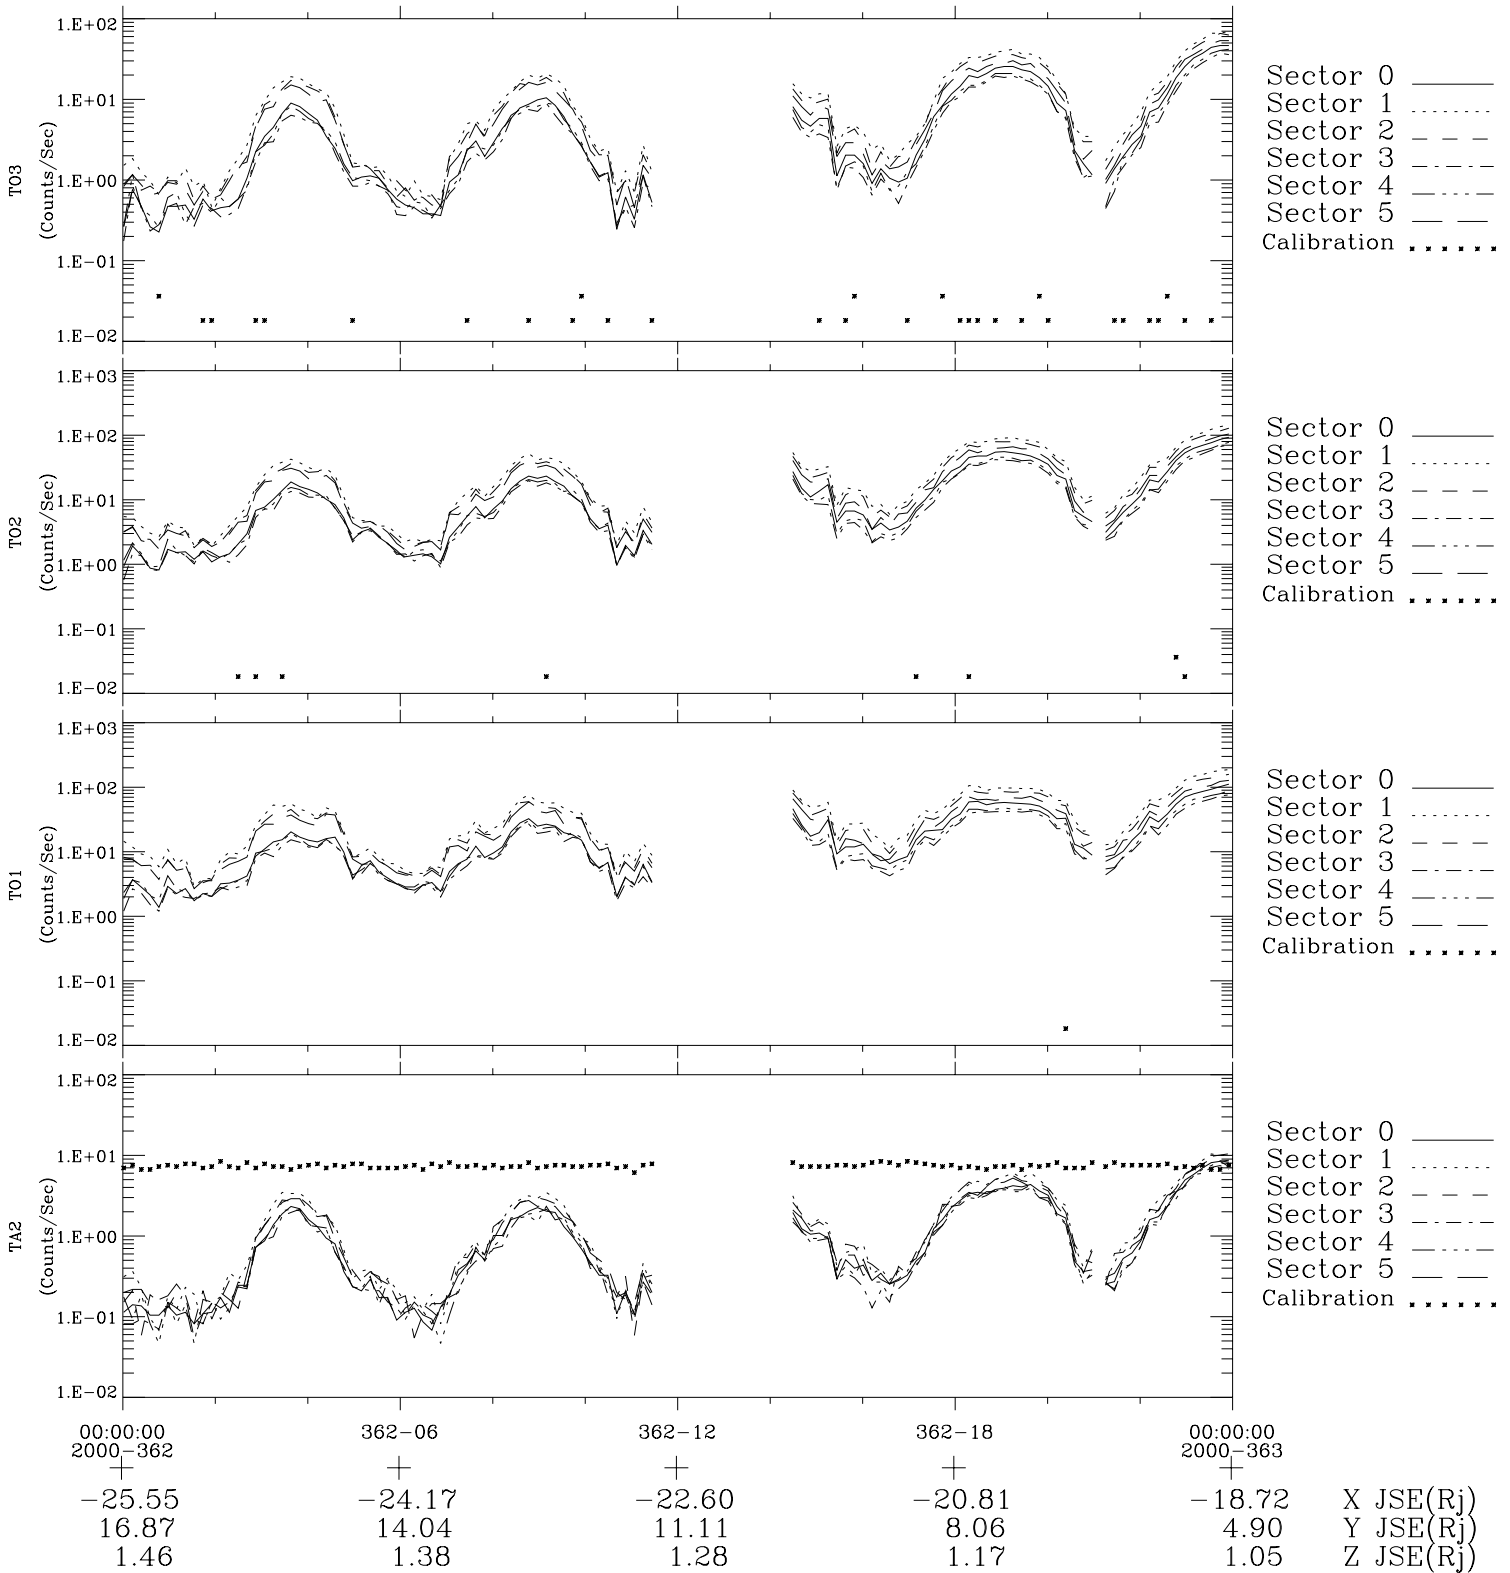 1.E+02
1.E+01
1.E+00
1.E-01
1.E-02
TO3
(Counts/Sec)
Sector 0
Sector 1
Sector 2
Sector 3
Sector 4
Sector 5
Calibration
1.E+03
1.E+02
1.E+01
1.E+00
1.E-01
1.E-02
TO2
(Counts/Sec)
Sector 0
Sector 1
Sector 2
Sector 3
Sector 4
Sector 5
Calibration
1.E+03
1.E+02
1.E+01
1.E+00
1.E-01
1.E-02
TO1
(Counts/Sec)
Sector 0
Sector 1
Sector 2
Sector 3
Sector 4
Sector 5
Calibration
1.E+02
1.E+01
1.E+00
1.E-01
1.E-02
TA2
(Counts/Sec)
Sector 0
Sector 1
Sector 2
Sector 3
Sector 4
Sector 5
Calibration
00:00:00 362-06 362-12 362-18 00:00:00
2000-362 2000-363
-25.55 -24.17 -22.60 -20.81 -18.72 X JSE(Rj)
16.87 14.04 11.11 8.06 4.90 Y JSE(Rj)
1.46 1.38 1.28 1.17 1.05 Z JSE(Rj)